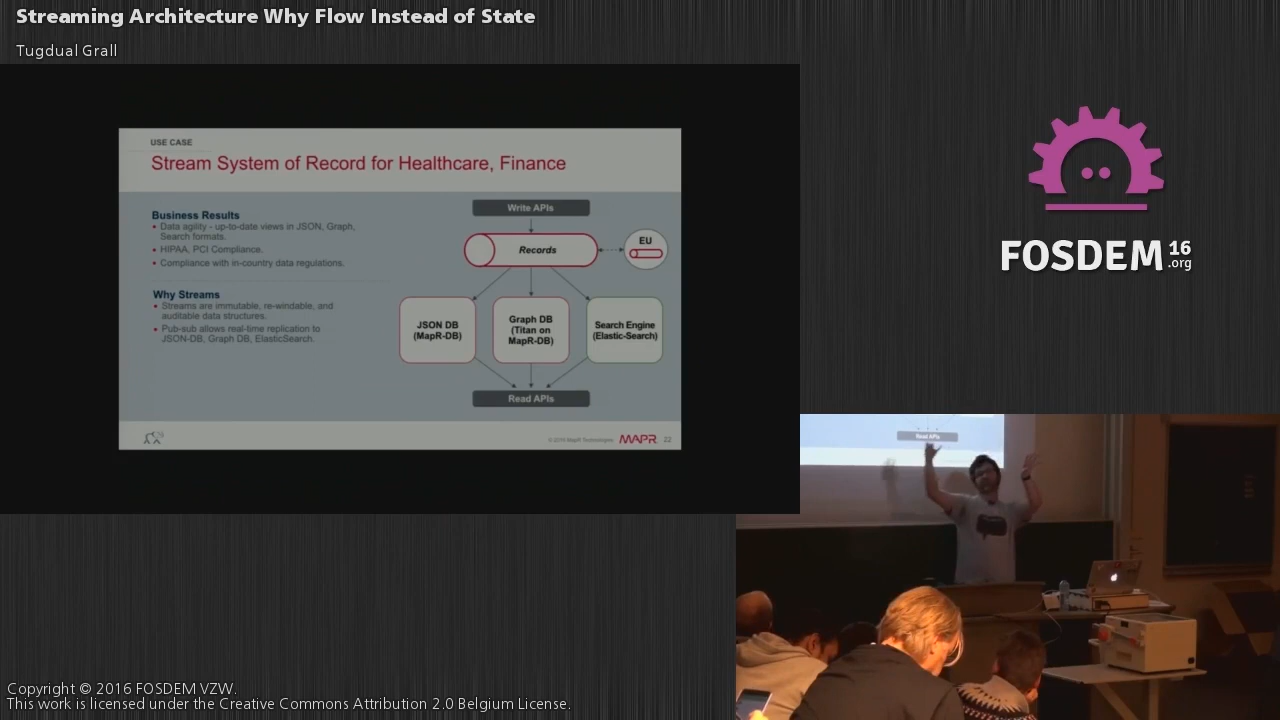 Streaming Architecture Why Flow Instead of State
Tugdual Grall
USE CASE
Stream System of Record for Healthcare, Finance
Business Results
• Data agility - up-to-date views in JSON, Graph,
Search formats.
• HIPAA, PCI Compliance.
• Compliance with in-country data regulations.
Why Streams
• Streams are immutable, re-windable, and
auditable data structures.
• Pub-sub allows real-time replication to
JSON-DB, Graph DB, ElasticSearch.
Write APIs
Records
EU
JSON DB
(MapR-DB)
Graph DB
(Titan on
MapR-DB)
Search Engine
(Elastic-Search)
Read APIs
MAPR
22
FOSDEM 16
.org
Read APIs
Copyright © 2016 FOSDEM VZW.
This work is licensed under the Creative Commons Attribution 2.0 Belgium License.